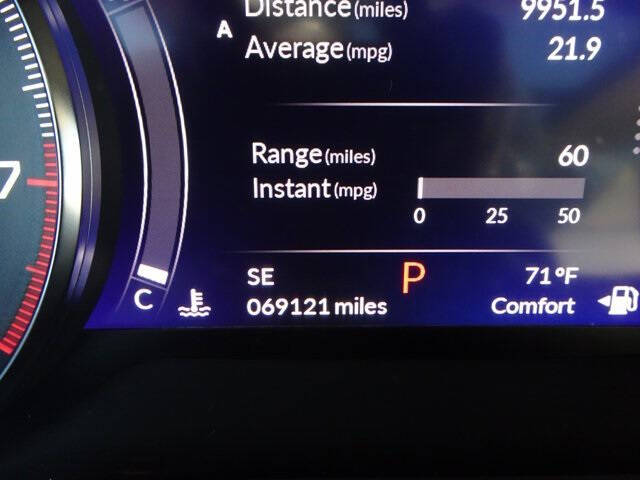 Distance (miles) 9951.5
A
Average (mpg) 21.9
Range (miles) 60
Instant (mpg)
0 25 50
7
SE P 71°F
C
069121 miles Comfort